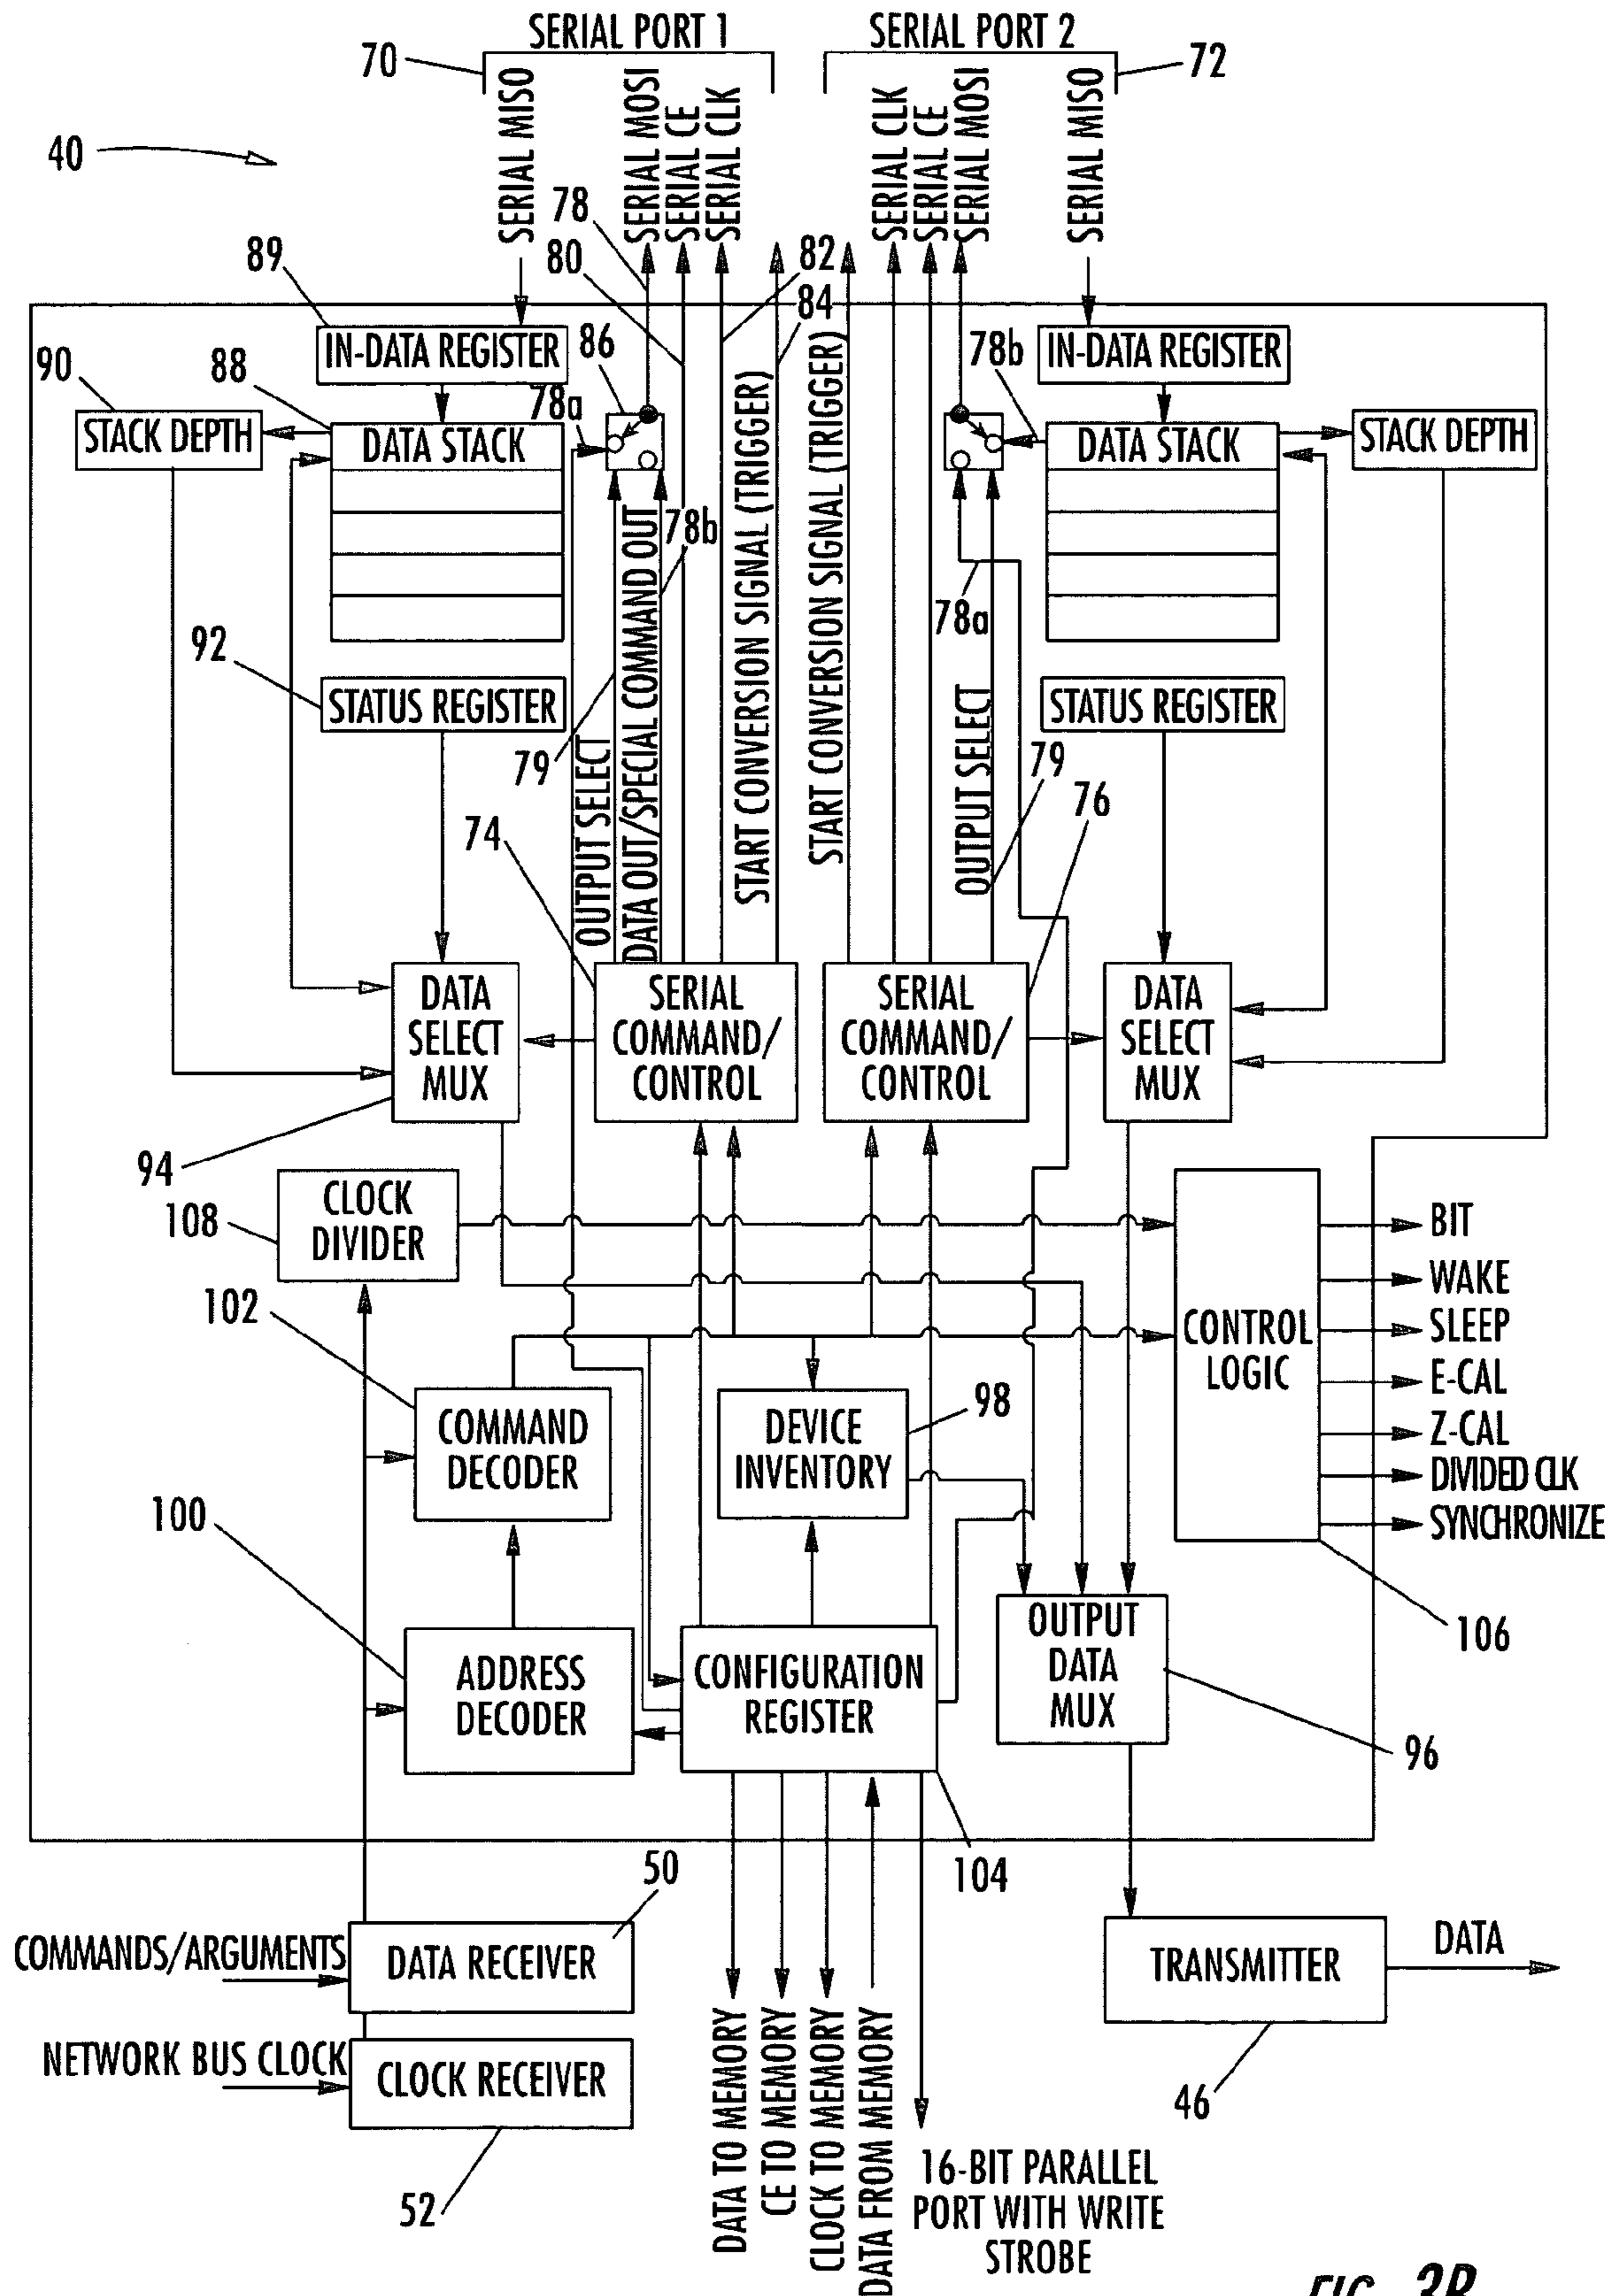 SERIAL PORT 1
SERIAL PORT 2
70
72
40
SERIAL MISO
SERIAL MOSI
SERIAL CE
SERIAL CLK
SERIAL CLK
SERIAL CE
SERIAL MOSI
SERIAL MISO
78
80
82
84
89
IN-DATA REGISTER
86
78b
IN-DATA REGISTER
90
88
78a
STACK DEPTH
DATA STACK
DATA STACK
STACK DEPTH
78b
78a
92
STATUS REGISTER
STATUS REGISTER
79
OUTPUT SELECT
DATA OUT/SPECIAL COMMAND OUT
START CONVERSION SIGNAL (TRIGGER)
START CONVERSION SIGNAL (TRIGGER)
OUTPUT SELECT
79
74
76
DATA
SELECT
MUX
SERIAL
COMMAND/
CONTROL
SERIAL
COMMAND/
CONTROL
DATA
SELECT
MUX
94
108
CLOCK
DIVIDER
102
CONTROL
LOGIC
BIT
WAKE
SLEEP
E-CAL
Z-CAL
DIVIDED CLK
SYNCHRONIZE
COMMAND
DECODER
DEVICE
INVENTORY
98
100
ADDRESS
DECODER
CONFIGURATION
REGISTER
OUTPUT
DATA
MUX
106
96
104
50
COMMANDS/ARGUMENTS
DATA RECEIVER
TRANSMITTER
DATA
NETWORK BUS CLOCK
CLOCK RECEIVER
46
52
DATA TO MEMORY
CE TO MEMORY
CLOCK TO MEMORY
DATA FROM MEMORY
16-BIT PARALLEL
PORT WITH WRITE
STROBE
FIG. 3B